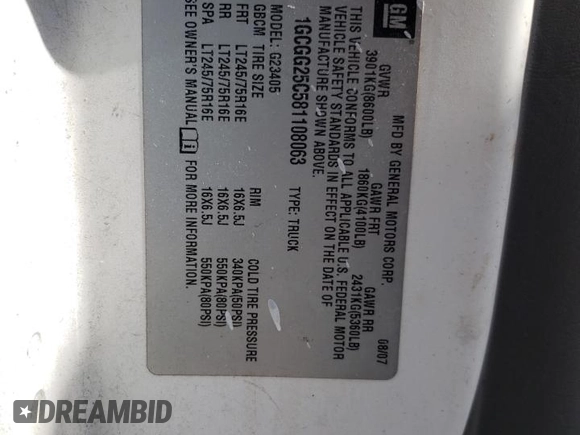 GM
MFD BY GENERAL MOTORS CORP. 08/07
GVWR GAWR FRT GAWR RR
3901KG(8600LB) 1860KG(4100LB) 2431KG(5360LB)
THIS VEHICLE CONFORMS TO ALL APPLICABLE U.S. FEDERAL MOTOR
VEHICLE SAFETY STANDARDS IN EFFECT ON THE DATE OF
MANUFACTURE SHOWN ABOVE.
1GCGG25C581108063 TYPE: TRUCK
MODEL: G23405
GBCM TIRE SIZE RIM COLD TIRE PRESSURE
FRT LT245/75R16E 16X6.5J 340KPA(50PSI)
RR LT245/75R16E 16X6.5J 550KPA(80PSI)
SPA LT245/75R16E 16X6.5J 550KPA(80PSI)
SEE OWNER'S MANUAL FOR MORE INFORMATION.
DREAMBID